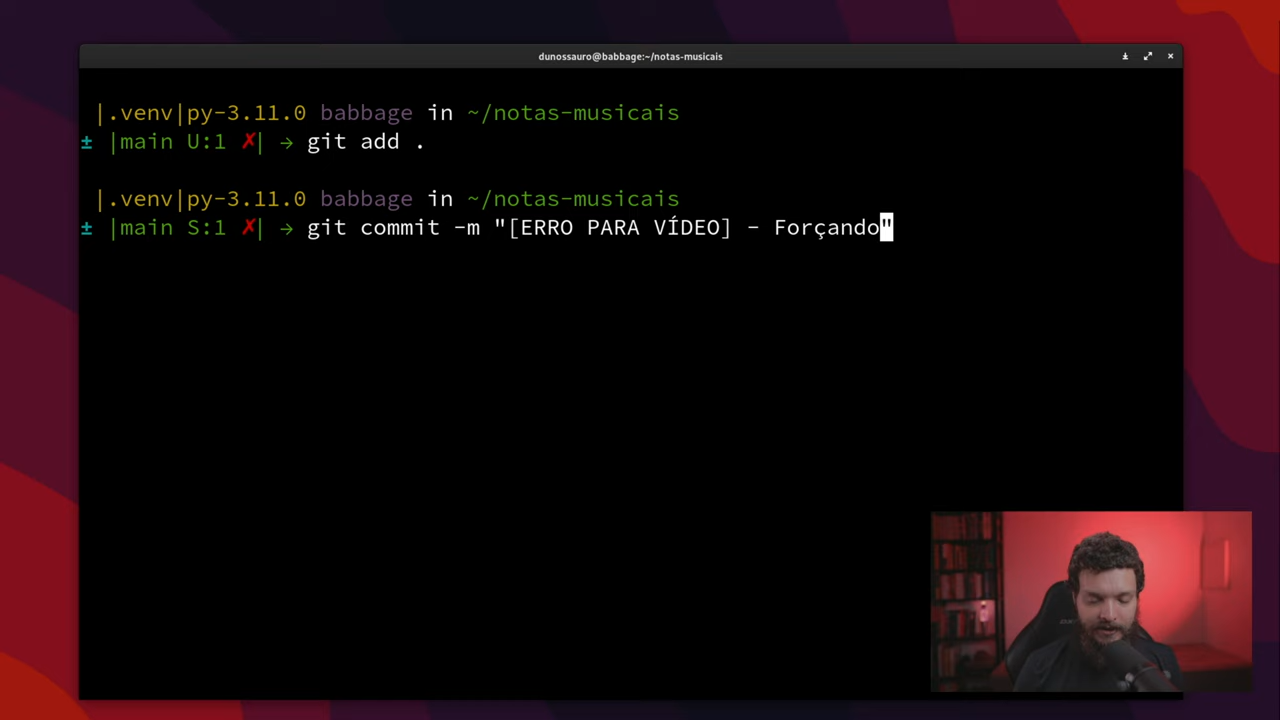 dunossauro@babbage:~/notas-musicais
|.venv|py-3.11.0 babbage in ~/notas-musicais
± |main U:1 ✗| → git add .
|.venv|py-3.11.0 babbage in ~/notas-musicais
± |main S:1 ✗| → git commit -m "[ERRO PARA VÍDEO] - Forçando"